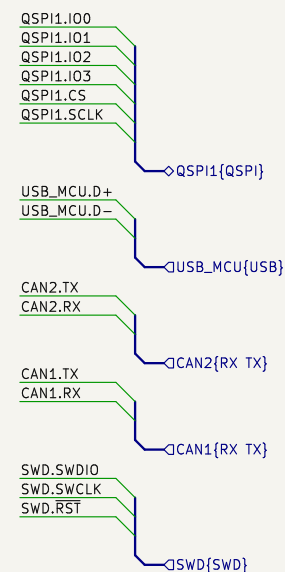 QSPI1.IO0
QSPI1.IO1
QSPI1.IO2
QSPI1.IO3
QSPI1.CS
QSPI1.SCLK
QSPI1{QSPI}
USB_MCU.D+
USB_MCU.D-
USB_MCU{USB}
CAN2.TX
CAN2.RX
CAN2{RX TX}
CAN1.TX
CAN1.RX
CAN1{RX TX}
SWD.SWDIO
SWD.SWCLK
SWD.R̅S̅T̅
SWD{SWD}